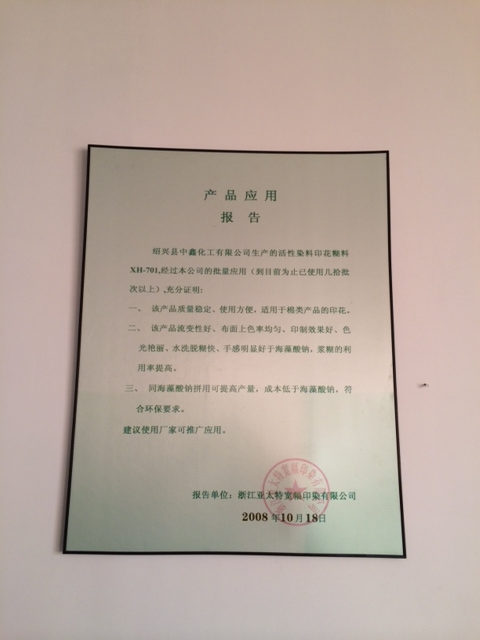 产品应用
报告
绍兴县中鑫化工有限公司生产的活性染料印花糊料
XH-701,经过本公司的批量应用（到目前为止已使用几拾批
次以上）,充分证明:
一、 该产品质量稳定、使用方便，适用于棉类产品的印花。
二、 该产品流变性好、布面上色率均匀、印制效果好、色
光艳丽、水洗脱糊快、手感明显好于海藻酸钠，浆糊的利
用率提高。
三、 同海藻酸钠拼用可提高产量，成本低于海藻酸钠，符
合环保要求。
建议使用厂家可推广应用。
报告单位：浙江亚太特宽幅印染有限公司
2008年10月18日